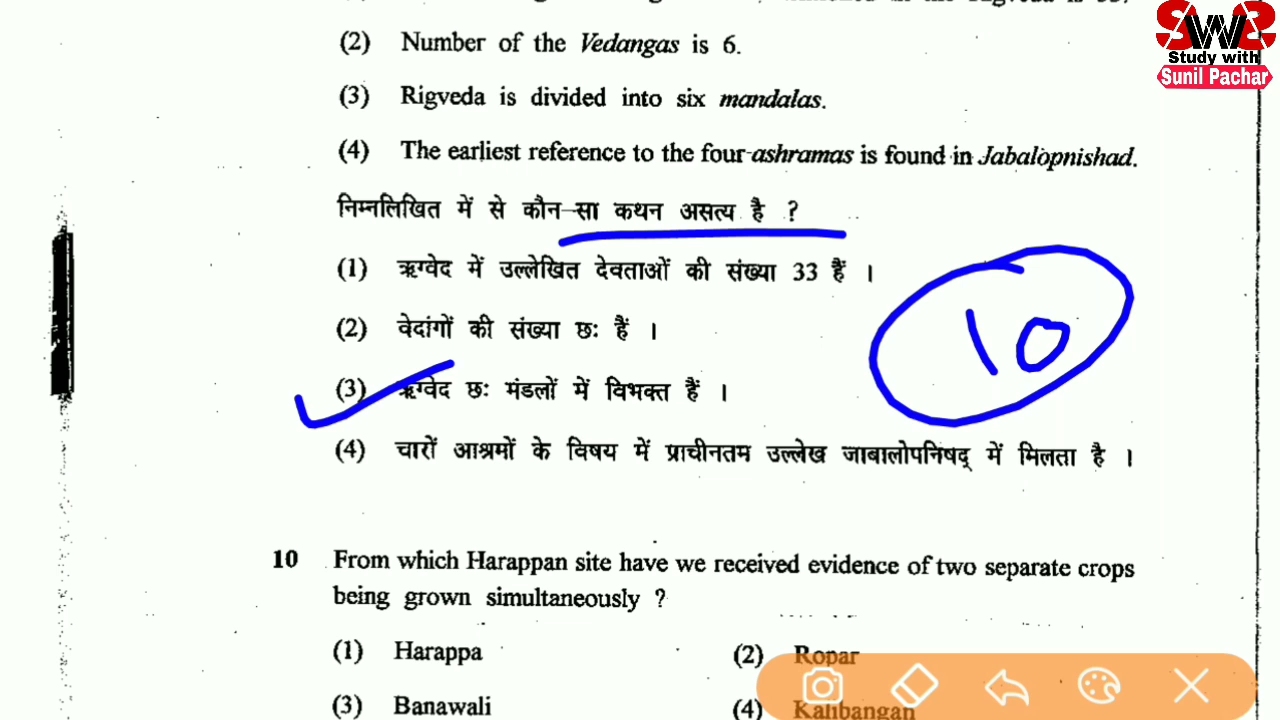 (2) Number of the Vedangas is 6.
(3) Rigveda is divided into six mandalas.
(4) The earliest reference to the four ashramas is found in Jabalopnishad.
निम्नलिखित में से कौन-सा कथन असत्य है ?
(1) ऋग्वेद में उल्लेखित देवताओं की संख्या 33 हैं ।
(2) वेदांगों की संख्या छः हैं ।
(3) ऋग्वेद छः मंडलों में विभक्त हैं ।
(4) चारों आश्रमों के विषय में प्राचीनतम उल्लेख जाबालोपनिषद् में मिलता है ।
10
10 From which Harappan site have we received evidence of two separate crops
being grown simultaneously ?
(1) Harappa (2) Ropar
(3) Banawali (4) Kalibangan
SWS
Study with
Sunil Pachar